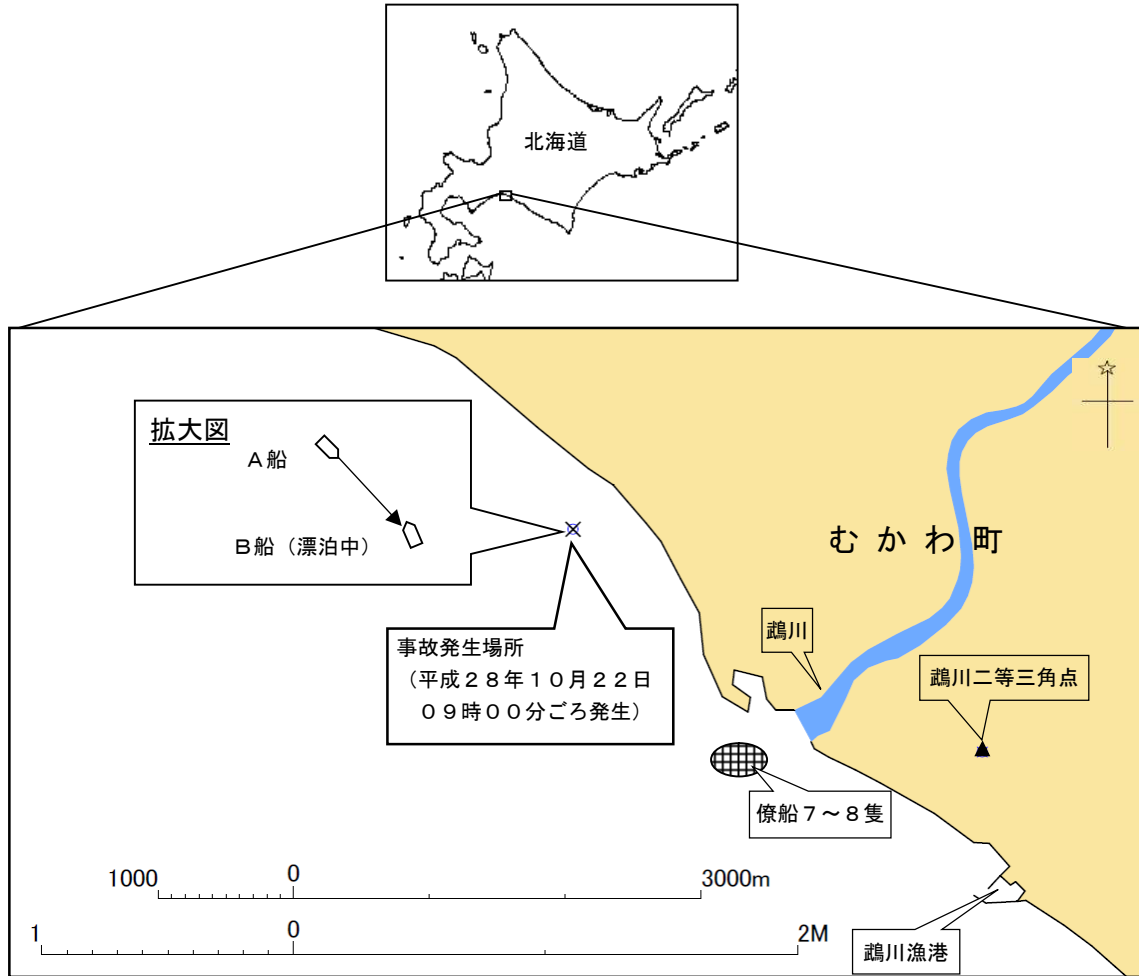 北海道
拡大図
A船
B船（漂泊中）
むかわ町
事故発生場所
（平成２８年１０月２２日
０９時００分ごろ発生）
鵡川
鵡川二等三角点
僚船７～８隻
1000
0
3000m
1
0
2M
鵡川漁港